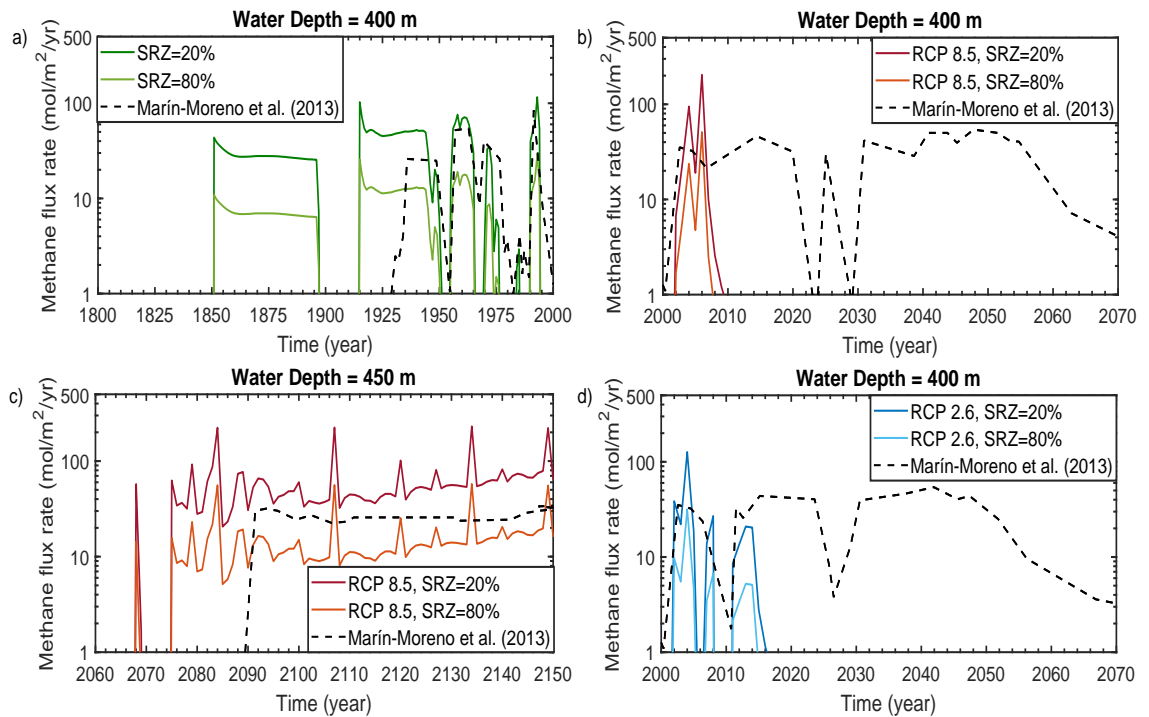 a)
Water Depth = 400 m
Methane flux rate (mol/m²/yr)
500
100
10
1
SRZ=20%
SRZ=80%
Marín-Moreno et al. (2013)
1800 1825 1850 1875 1900 1925 1950 1975 2000
Time (year)
b)
Water Depth = 400 m
Methane flux rate (mol/m²/yr)
500
100
10
1
RCP 8.5, SRZ=20%
RCP 8.5, SRZ=80%
Marín-Moreno et al. (2013)
2000 2010 2020 2030 2040 2050 2060 2070
Time (year)
c)
Water Depth = 450 m
Methane flux rate (mol/m²/yr)
500
100
10
1
RCP 8.5, SRZ=20%
RCP 8.5, SRZ=80%
Marín-Moreno et al. (2013)
2060 2070 2080 2090 2100 2110 2120 2130 2140 2150
Time (year)
d)
Water Depth = 400 m
Methane flux rate (mol/m²/yr)
500
100
10
1
RCP 2.6, SRZ=20%
RCP 2.6, SRZ=80%
Marín-Moreno et al. (2013)
2000 2010 2020 2030 2040 2050 2060 2070
Time (year)